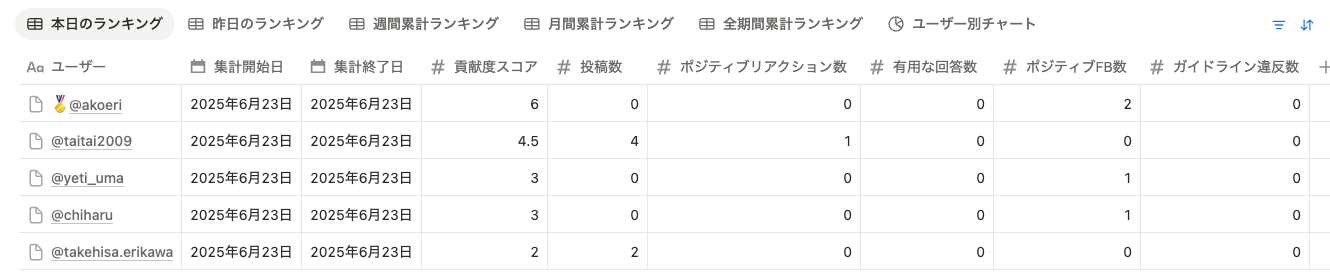 本日のランキング 昨日のランキング 週間累計ランキング 月間累計ランキング 全期間累計ランキング ユーザー別チャート
Aa ユーザー 集計開始日 集計終了日 # 貢献度スコア # 投稿数 # ポジティブリアクション数 # 有用な回答数 # ポジティブFB数 # ガイドライン違反数 +
🏅@akoeri 2025年6月23日 2025年6月23日 6 0 0 0 2 0
@taitai2009 2025年6月23日 2025年6月23日 4.5 4 1 0 0 0
@yeti_uma 2025年6月23日 2025年6月23日 3 0 0 0 1 0
@chiharu 2025年6月23日 2025年6月23日 3 0 0 0 1 0
@takehisa.erikawa 2025年6月23日 2025年6月23日 2 2 0 0 0 0